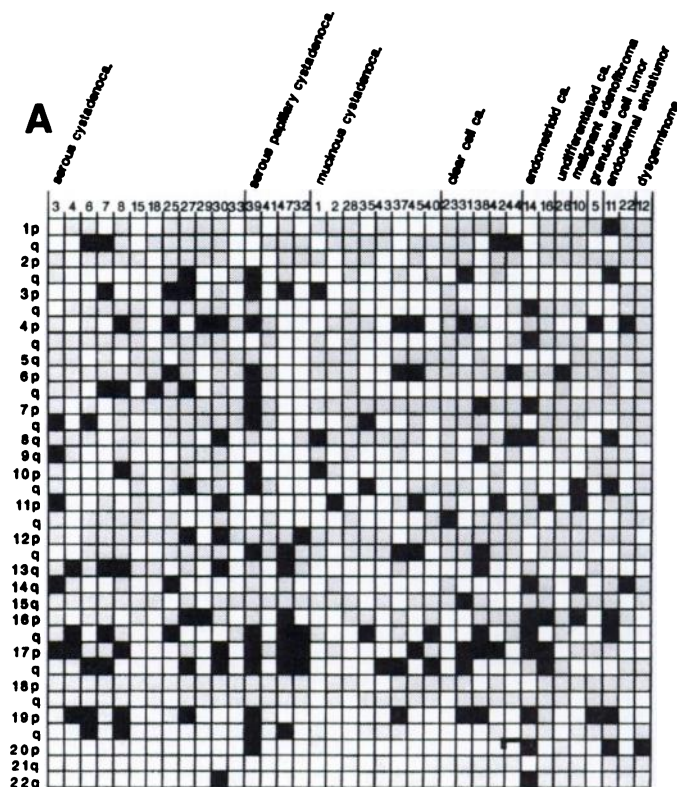 A
serous cystadenoca.
serous papillary cystadenoca.
mucinous cystadenoca.
clear cell ca.
endometrioid ca.
undifferentiated ca.
malignant adenofibroma
granulosal cell tumor
endodermal sinustumor
dysgerminoma
3 4 6 7 8 15 18 25 27 29 30 33 39 41 47 32 1 2 28 35 43 37 45 40 23 31 38 42 44 14 16 26 10 5 11 22 12
1p
q
2p
q
3p
q
4p
q
5q
6p
q
7p
q
8q
9q
10p
q
11p
q
12p
q
13q
14q
15q
16p
q
17p
q
18p
q
19p
q
20p
21q
22q